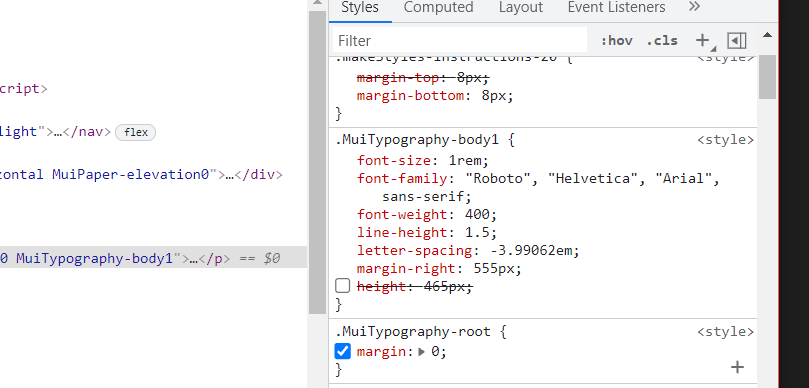 Styles Computed Layout Event Listeners »
Filter :hov .cls +
.makeStyles-instructions-20 { <style>
margin-top: 8px;
margin-bottom: 8px;
}
cript>
light">…</nav> flex
zontal MuiPaper-elevation0">…</div>
0 MuiTypography-body1">…</p> == $0
.MuiTypography-body1 { <style>
font-size: 1rem;
font-family: "Roboto", "Helvetica", "Arial",
sans-serif;
font-weight: 400;
line-height: 1.5;
letter-spacing: -3.99062em;
margin-right: 555px;
height: 465px;
}
.MuiTypography-root { <style>
margin: 0;
}